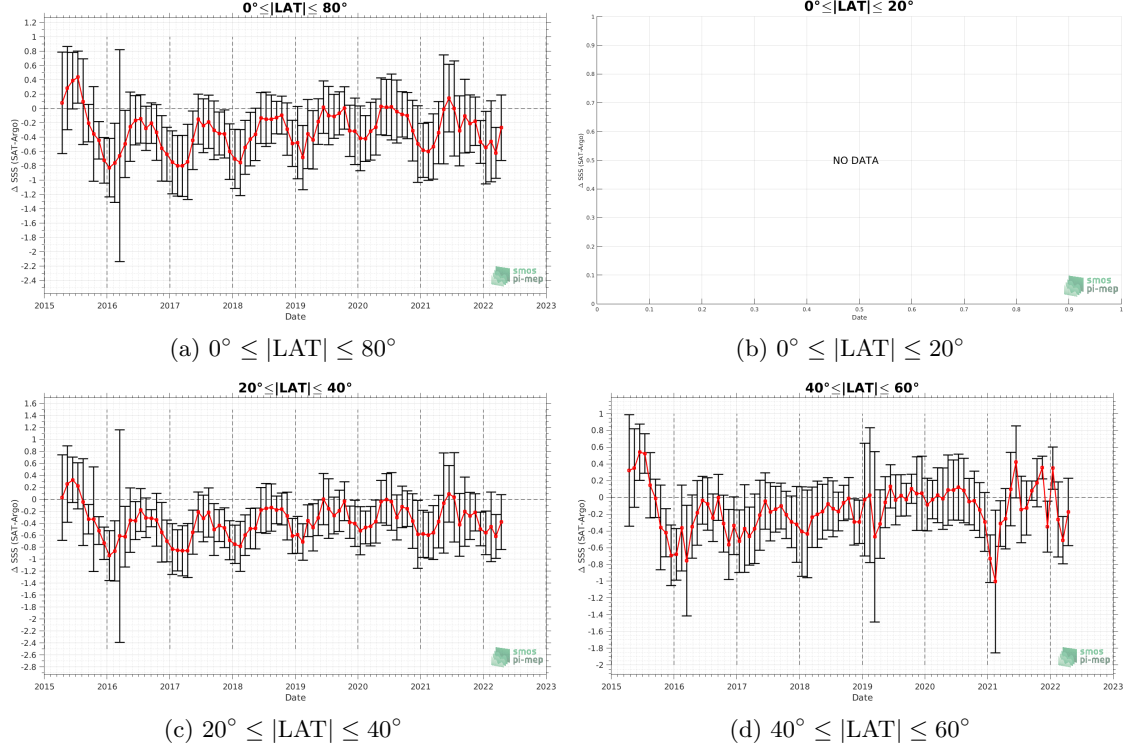 0°≤|LAT|≤ 80°
1.2
1
0.8
0.6
0.4
0.2
0
-0.2
-0.4
-0.6
-0.8
-1
-1.2
-1.4
-1.6
-1.8
-2
-2.2
-2.4
Δ SSS (SAT-Argo)
2015 2016 2017 2018 2019 2020 2021 2022 2023
Date
smos
pi-mep
(a) 0° ≤ |LAT| ≤ 80°
0°≤|LAT|≤ 20°
1
0.9
0.8
0.7
0.6
0.5
0.4
0.3
0.2
0.1
0
Δ SSS (SAT-Argo)
NO DATA
0 0.1 0.2 0.3 0.4 0.5 0.6 0.7 0.8 0.9 1
Date
smos
pi-mep
(b) 0° ≤ |LAT| ≤ 20°
20°≤|LAT|≤ 40°
1.6
1.4
1.2
1
0.8
0.6
0.4
0.2
0
-0.2
-0.4
-0.6
-0.8
-1
-1.2
-1.4
-1.6
-1.8
-2
-2.2
-2.4
-2.6
-2.8
Δ SSS (SAT-Argo)
2015 2016 2017 2018 2019 2020 2021 2022 2023
Date
smos
pi-mep
(c) 20° ≤ |LAT| ≤ 40°
40°≤|LAT|≤ 60°
1
0.8
0.6
0.4
0.2
0
-0.2
-0.4
-0.6
-0.8
-1
-1.2
-1.4
-1.6
-1.8
-2
Δ SSS (SAT-Argo)
2015 2016 2017 2018 2019 2020 2021 2022 2023
Date
smos
pi-mep
(d) 40° ≤ |LAT| ≤ 60°